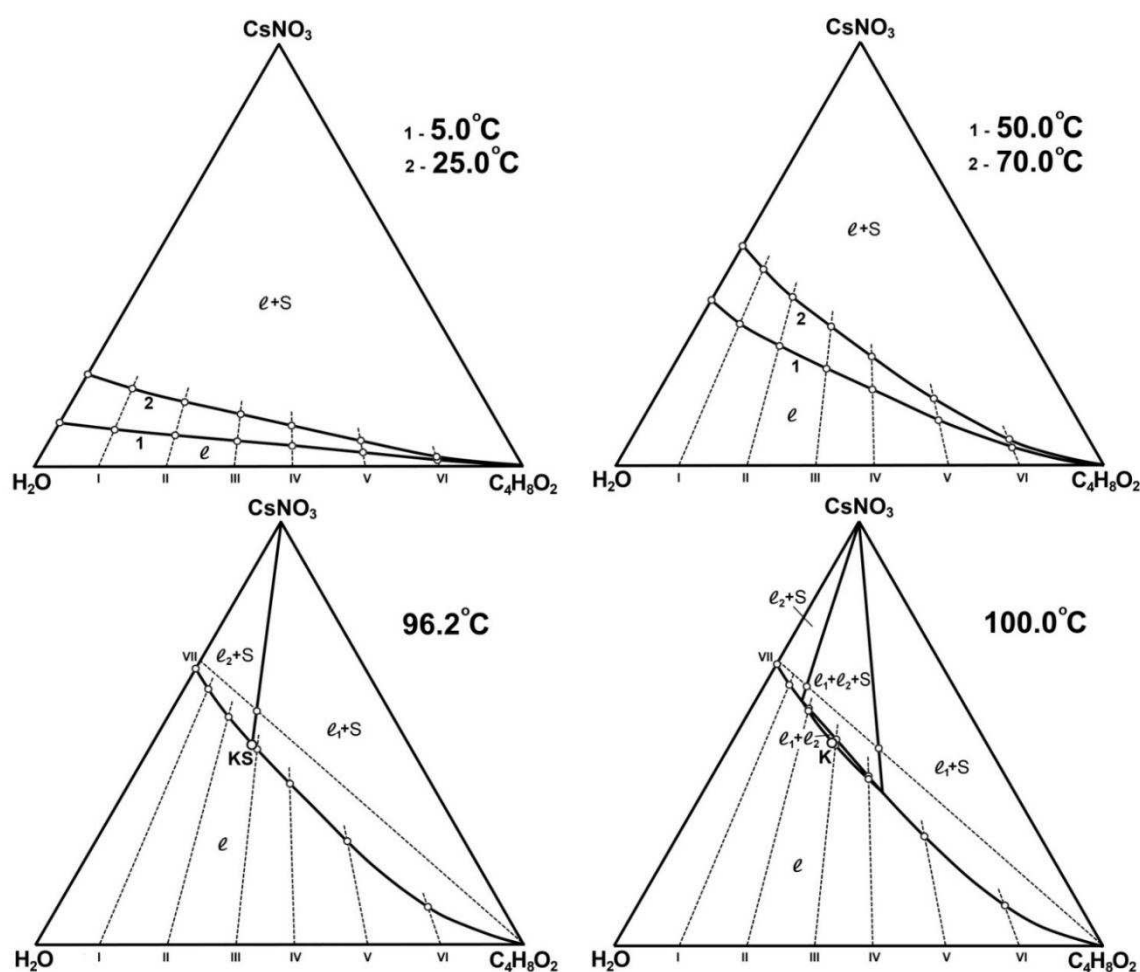 CsNO₃
1 - 5.0°C
2 - 25.0°C
ℓ+S
2
1
ℓ
H₂O
I
II
III
IV
V
VI
C₄H₈O₂
CsNO₃
1 - 50.0°C
2 - 70.0°C
ℓ+S
2
1
ℓ
H₂O
I
II
III
IV
V
VI
C₄H₈O₂
CsNO₃
96.2°C
VII
ℓ₂+S
ℓ₁+S
KS
ℓ
H₂O
I
II
III
IV
V
VI
C₄H₈O₂
CsNO₃
100.0°C
ℓ₂+S
VII
ℓ₁+ℓ₂+S
ℓ₁+ℓ₂
K
ℓ₁+S
ℓ
H₂O
I
II
III
IV
V
VI
C₄H₈O₂